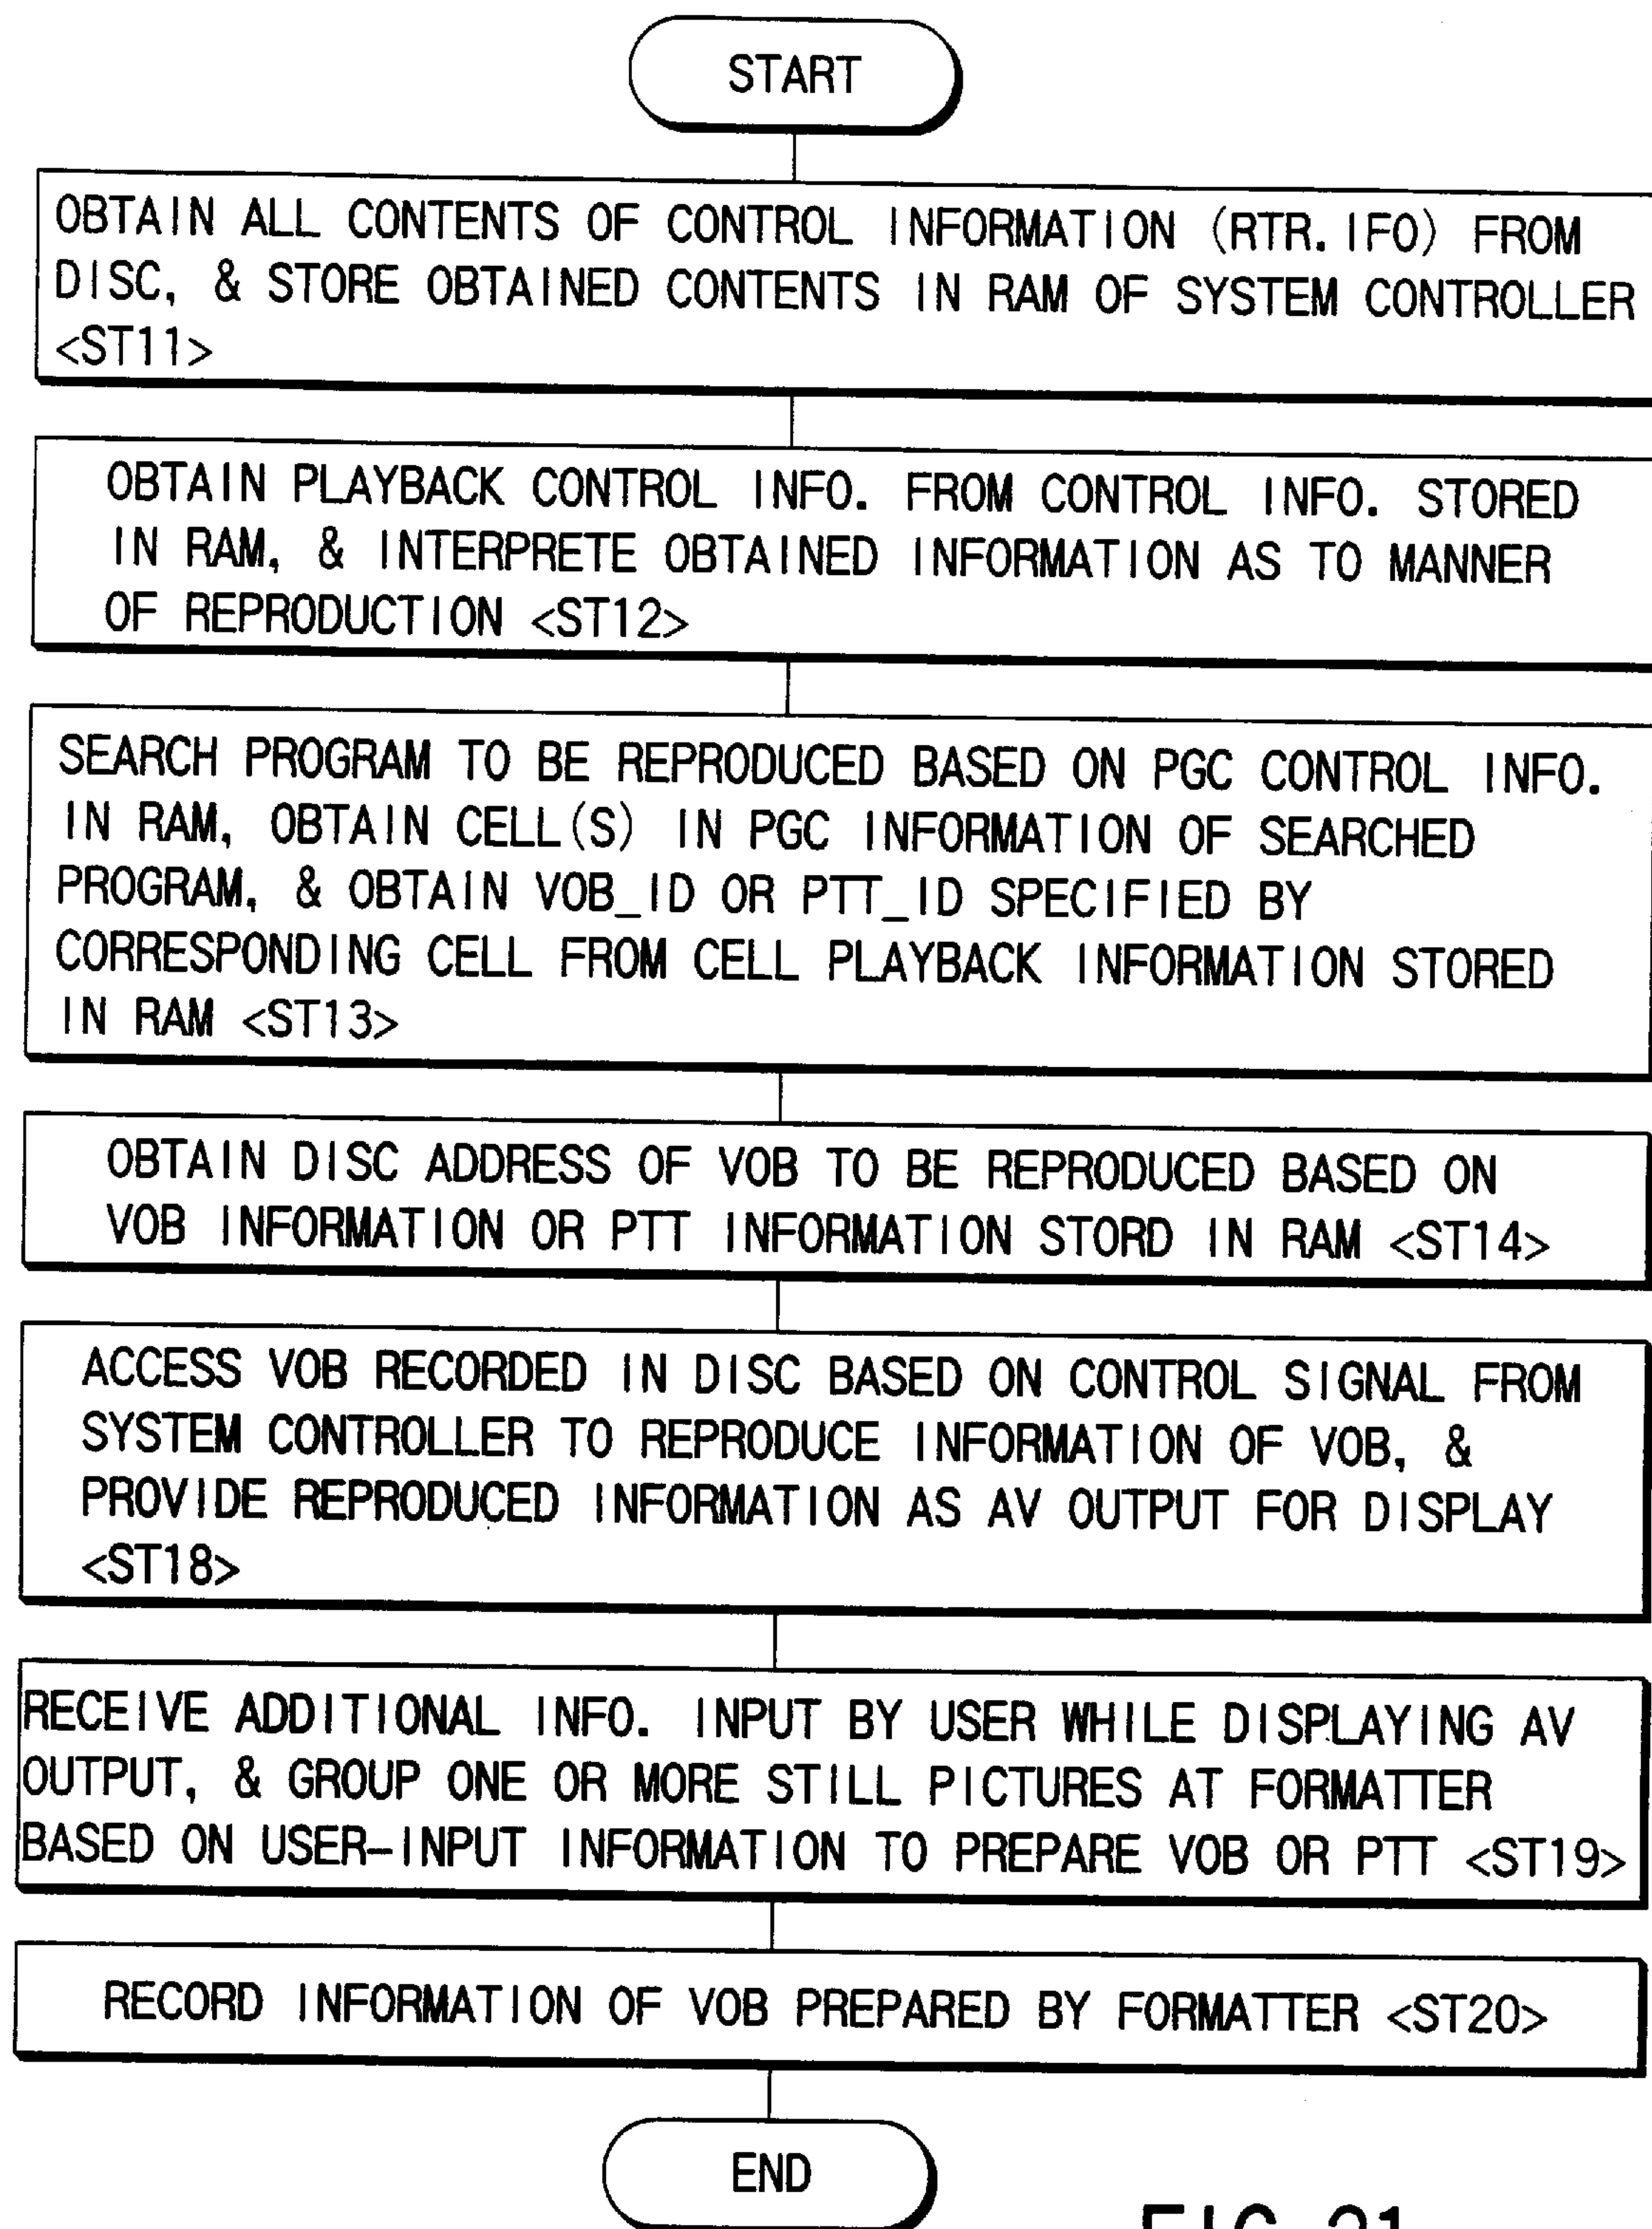 START
OBTAIN ALL CONTENTS OF CONTROL INFORMATION (RTR.IFO) FROM
DISC, & STORE OBTAINED CONTENTS IN RAM OF SYSTEM CONTROLLER
<ST11>
OBTAIN PLAYBACK CONTROL INFO. FROM CONTROL INFO. STORED
IN RAM, & INTERPRETE OBTAINED INFORMATION AS TO MANNER
OF REPRODUCTION <ST12>
SEARCH PROGRAM TO BE REPRODUCED BASED ON PGC CONTROL INFO.
IN RAM, OBTAIN CELL(S) IN PGC INFORMATION OF SEARCHED
PROGRAM, & OBTAIN VOB_ID OR PTT_ID SPECIFIED BY
CORRESPONDING CELL FROM CELL PLAYBACK INFORMATION STORED
IN RAM <ST13>
OBTAIN DISC ADDRESS OF VOB TO BE REPRODUCED BASED ON
VOB INFORMATION OR PTT INFORMATION STORD IN RAM <ST14>
ACCESS VOB RECORDED IN DISC BASED ON CONTROL SIGNAL FROM
SYSTEM CONTROLLER TO REPRODUCE INFORMATION OF VOB, &
PROVIDE REPRODUCED INFORMATION AS AV OUTPUT FOR DISPLAY
<ST18>
RECEIVE ADDITIONAL INFO. INPUT BY USER WHILE DISPLAYING AV
OUTPUT, & GROUP ONE OR MORE STILL PICTURES AT FORMATTER
BASED ON USER-INPUT INFORMATION TO PREPARE VOB OR PTT <ST19>
RECORD INFORMATION OF VOB PREPARED BY FORMATTER <ST20>
END
FIG. 21